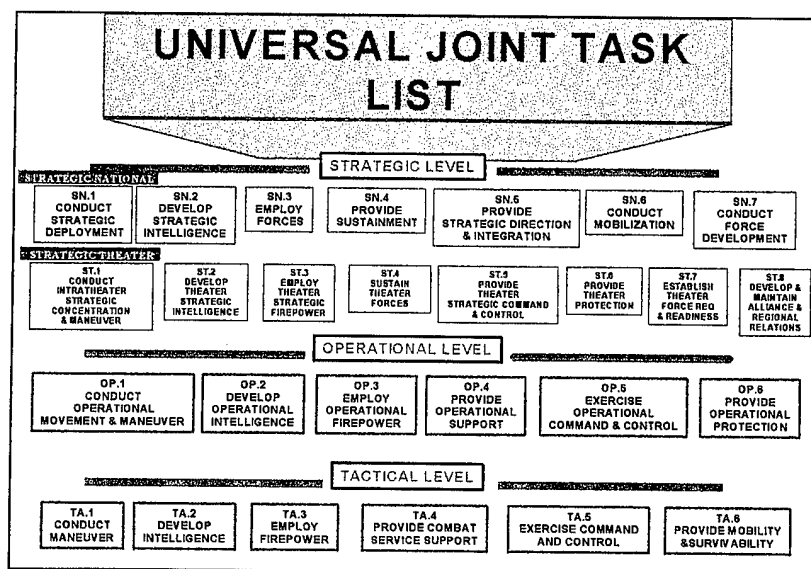 UNIVERSAL JOINT TASK
LIST
STRATEGIC LEVEL
STRATEGIC NATIONAL
SN.1
CONDUCT
STRATEGIC
DEPLOYMENT
SN.2
DEVELOP
STRATEGIC
INTELLIGENCE
SN.3
EMPLOY
FORCES
SN.4
PROVIDE
SUSTAINMENT
SN.5
PROVIDE
STRATEGIC DIRECTION
& INTEGRATION
SN.6
CONDUCT
MOBILIZATION
SN.7
CONDUCT
FORCE
DEVELOPMENT
STRATEGIC THEATER
ST.1
CONDUCT
INTRATHEATER
STRATEGIC
CONCENTRATION
& MANEUVER
ST.2
DEVELOP
THEATER
STRATEGIC
INTELLIGENCE
ST.3
EMPLOY
THEATER
STRATEGIC
FIREPOWER
ST.4
SUSTAIN
THEATER
FORCES
ST.5
PROVIDE
THEATER
STRATEGIC COMMAND
& CONTROL
ST.6
PROVIDE
THEATER
PROTECTION
ST.7
ESTABLISH
THEATER
FORCE REQ
& READINESS
ST.8
DEVELOP &
MAINTAIN
ALLIANCE &
REGIONAL
RELATIONS
OPERATIONAL LEVEL
OP.1
CONDUCT
OPERATIONAL
MOVEMENT & MANEUVER
OP.2
DEVELOP
OPERATIONAL
INTELLIGENCE
OP.3
EMPLOY
OPERATIONAL
FIREPOWER
OP.4
PROVIDE
OPERATIONAL
SUPPORT
OP.5
EXERCISE
OPERATIONAL
COMMAND & CONTROL
OP.6
PROVIDE
OPERATIONAL
PROTECTION
TACTICAL LEVEL
TA.1
CONDUCT
MANEUVER
TA.2
DEVELOP
INTELLIGENCE
TA.3
EMPLOY
FIREPOWER
TA.4
PROVIDE COMBAT
SERVICE SUPPORT
TA.5
EXERCISE COMMAND
AND CONTROL
TA.6
PROVIDE MOBILITY
&SURVIVABILITY